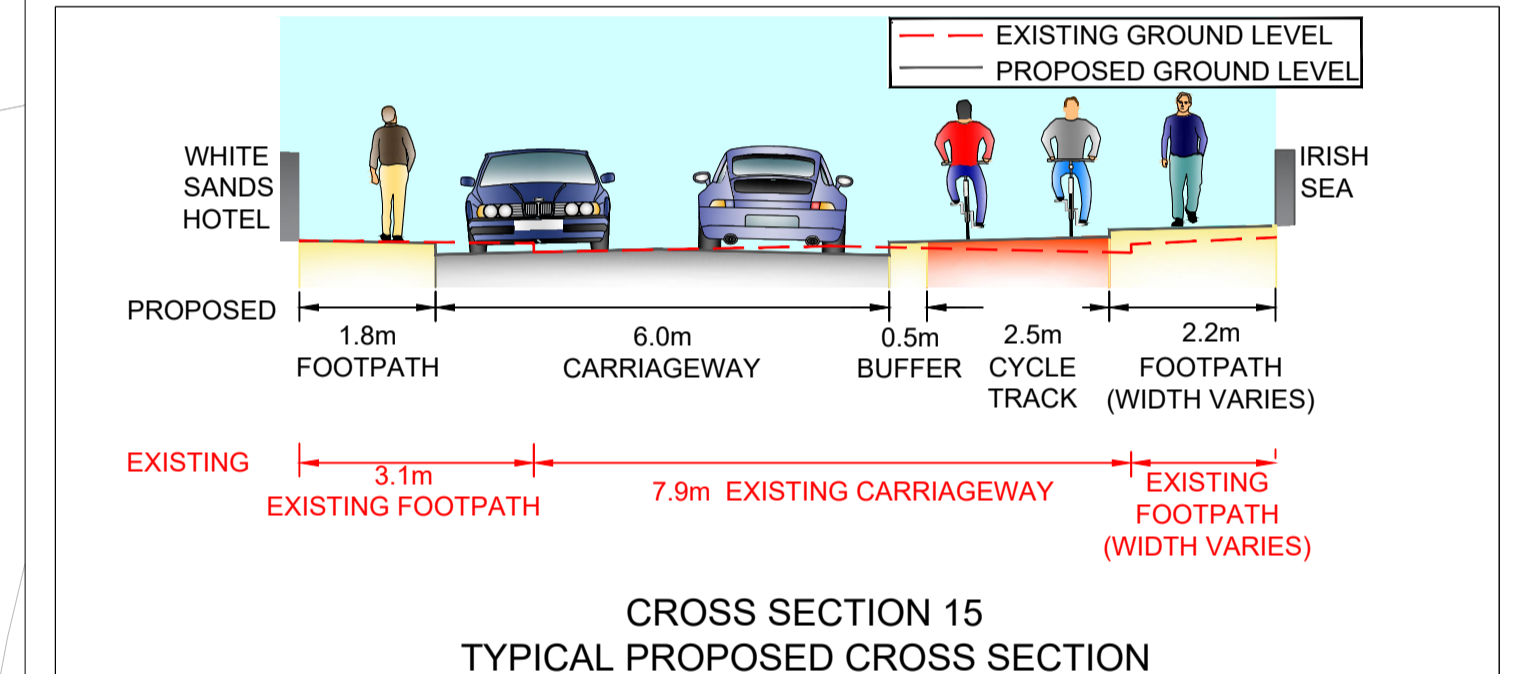 EXISTING GROUND LEVEL
PROPOSED GROUND LEVEL
WHITE
SANDS
HOTEL
IRISH
SEA
PROPOSED
1.8m
FOOTPATH
6.0m
CARRIAGEWAY
0.5m
BUFFER
2.5m
CYCLE
TRACK
2.2m
FOOTPATH
(WIDTH VARIES)
EXISTING
3.1m
EXISTING FOOTPATH
7.9m EXISTING CARRIAGEWAY
EXISTING
FOOTPATH
(WIDTH VARIES)
CROSS SECTION 15
TYPICAL PROPOSED CROSS SECTION